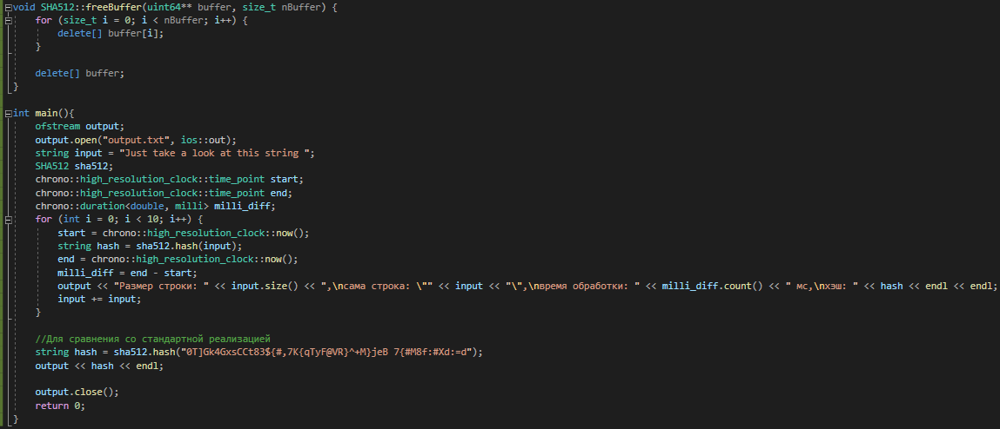 void SHA512::freeBuffer(uint64** buffer, size_t nBuffer) {
    for (size_t i = 0; i < nBuffer; i++) {
        delete[] buffer[i];
    }

    delete[] buffer;
}

int main(){
    ofstream output;
    output.open("output.txt", ios::out);
    string input = "Just take a look at this string ";
    SHA512 sha512;
    chrono::high_resolution_clock::time_point start;
    chrono::high_resolution_clock::time_point end;
    chrono::duration<double, milli> milli_diff;
    for (int i = 0; i < 10; i++) {
        start = chrono::high_resolution_clock::now();
        string hash = sha512.hash(input);
        end = chrono::high_resolution_clock::now();
        milli_diff = end - start;
        output << "Размер строки: " << input.size() << ",\nсама строка: \"" << input << "\",\nвремя обработки: " << milli_diff.count() << " мс,\nхэш: " << hash << endl << endl;
        input += input;
    }

    //Для сравнения со стандартной реализацией
    string hash = sha512.hash("0T]Gk4GxsCCt83${#,7K{qTyF@VR}^+M}jeB 7{#M8f:#Xd:=d");
    output << hash << endl;

    output.close();
    return 0;
}